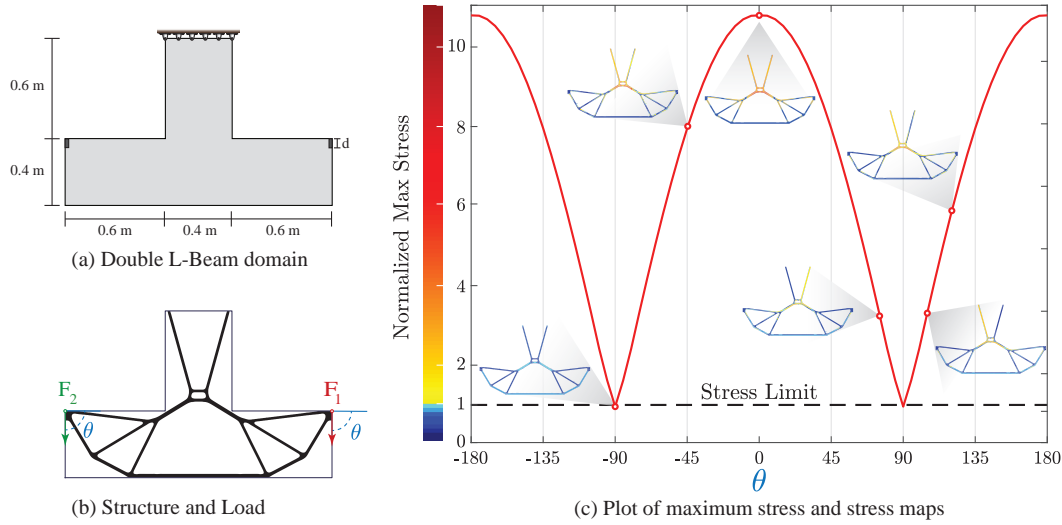 0.6 m
0.4 m
d
0.6 m
0.4 m
0.6 m
(a) Double L-Beam domain
F2
F1
θ
θ
(b) Structure and Load
Normalized Max Stress
10
8
6
4
2
1
0
Stress Limit
-180
-135
-90
-45
0
45
90
135
180
θ
(c) Plot of maximum stress and stress maps